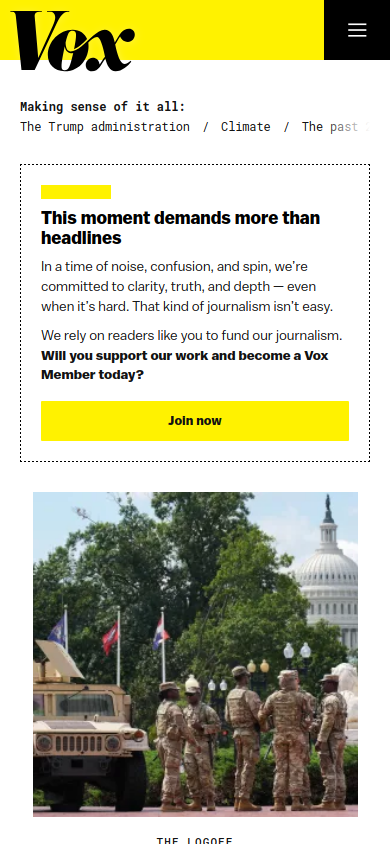 Vox
Making sense of it all:
The Trump administration / Climate / The past
This moment demands more than
headlines
In a time of noise, confusion, and spin, we're
committed to clarity, truth, and depth — even
when it's hard. That kind of journalism isn't easy.
We rely on readers like you to fund our journalism.
Will you support our work and become a Vox
Member today?
Join now
THE LOGOFF